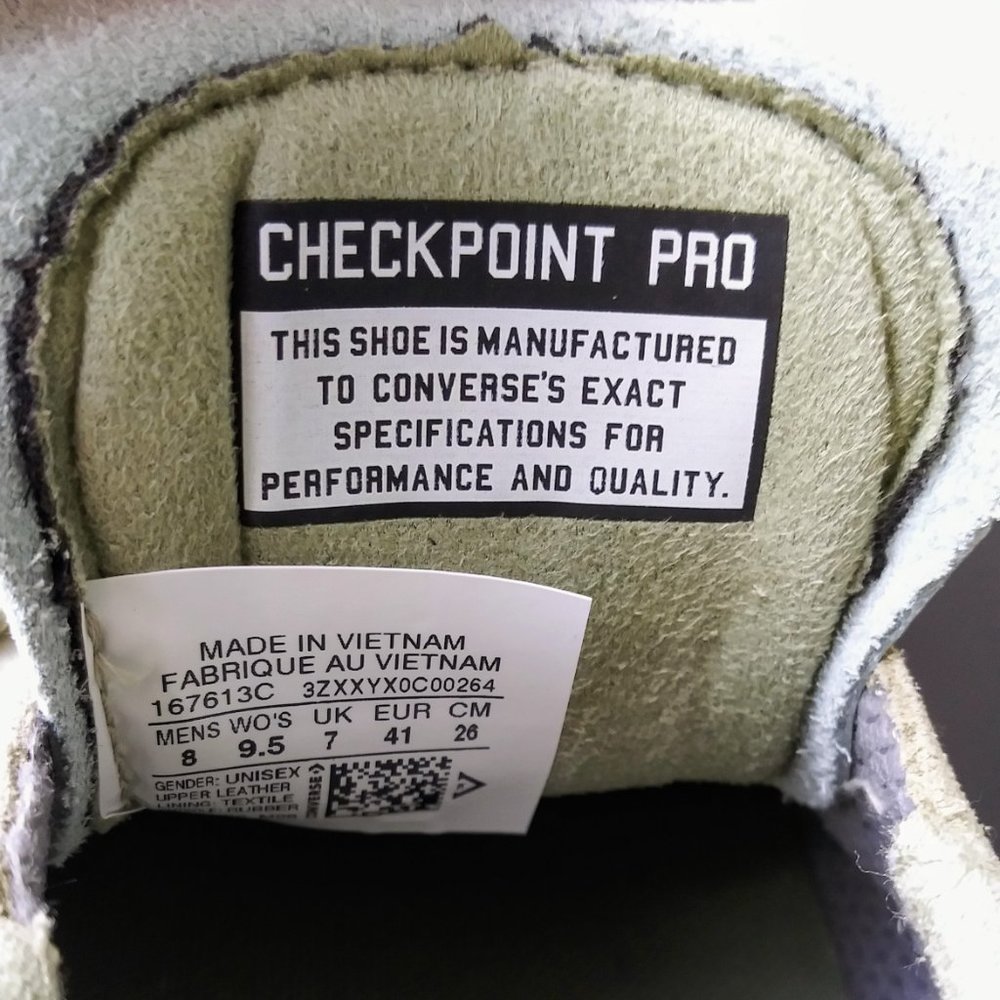 CHECKPOINT PRO
THIS SHOE IS MANUFACTURED
TO CONVERSE'S EXACT
SPECIFICATIONS FOR
PERFORMANCE AND QUALITY.
MADE IN VIETNAM
FABRIQUE AU VIETNAM
167613C 3ZXXYX0C00264
MENS WO'S UK EUR CM
8 9.5 7 41 26
GENDER: UNISEX
UPPER LEATHER
LINING: TEXTILE
RUBBER
CONVERSE